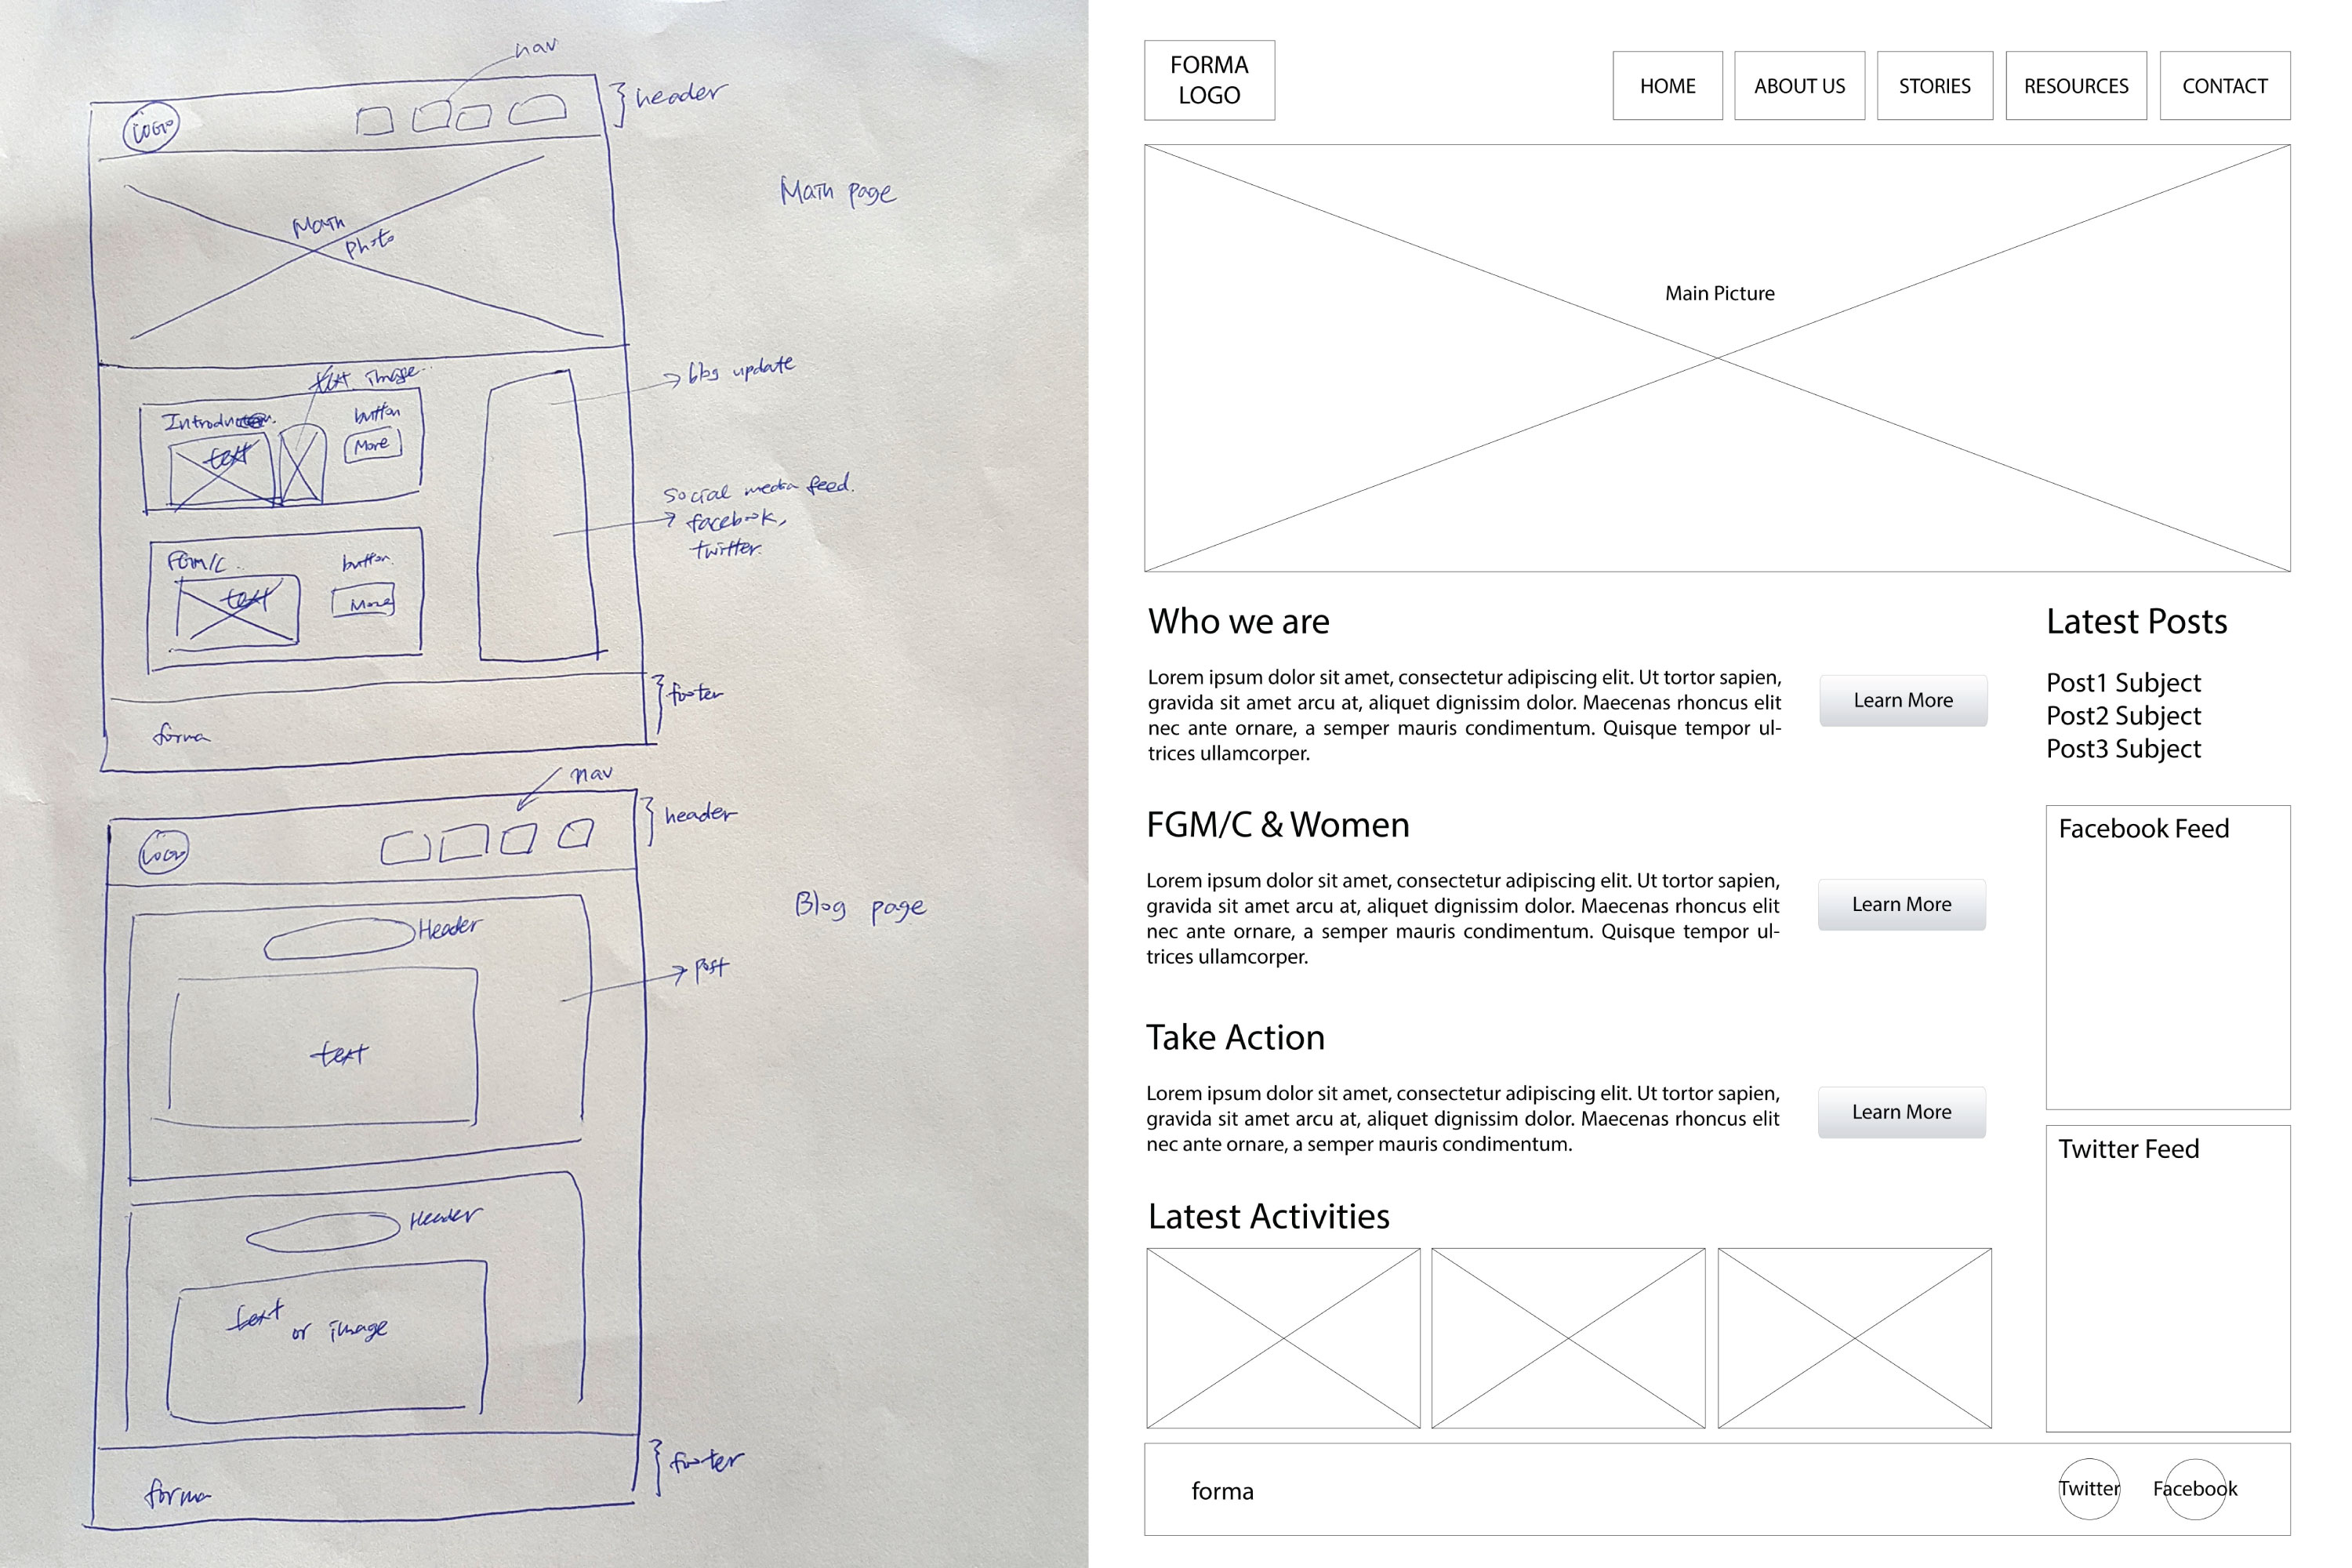 nav
LOGO
header
Main page
Main
photo
text image
blog update
Introduction.
button
text
More
social media feed.
facebook,
twitter.
FGM/C
button
text
More
footer
forma
nav
LOGO
header
Header
Blog page
post
text
Header
text or image
footer
forma
FORMA
LOGO
HOME ABOUT US STORIES RESOURCES CONTACT
Main Picture
Who we are
Lorem ipsum dolor sit amet, consectetur adipiscing elit. Ut tortor sapien,
gravida sit amet arcu at, aliquet dignissim dolor. Maecenas rhoncus elit
nec ante ornare, a semper mauris condimentum. Quisque tempor ul-
trices ullamcorper.
Learn More
FGM/C & Women
Lorem ipsum dolor sit amet, consectetur adipiscing elit. Ut tortor sapien,
gravida sit amet arcu at, aliquet dignissim dolor. Maecenas rhoncus elit
nec ante ornare, a semper mauris condimentum. Quisque tempor ul-
trices ullamcorper.
Learn More
Take Action
Lorem ipsum dolor sit amet, consectetur adipiscing elit. Ut tortor sapien,
gravida sit amet arcu at, aliquet dignissim dolor. Maecenas rhoncus elit
nec ante ornare, a semper mauris condimentum.
Learn More
Latest Activities
Latest Posts
Post1 Subject
Post2 Subject
Post3 Subject
Facebook Feed
Twitter Feed
forma
Twitter Facebook